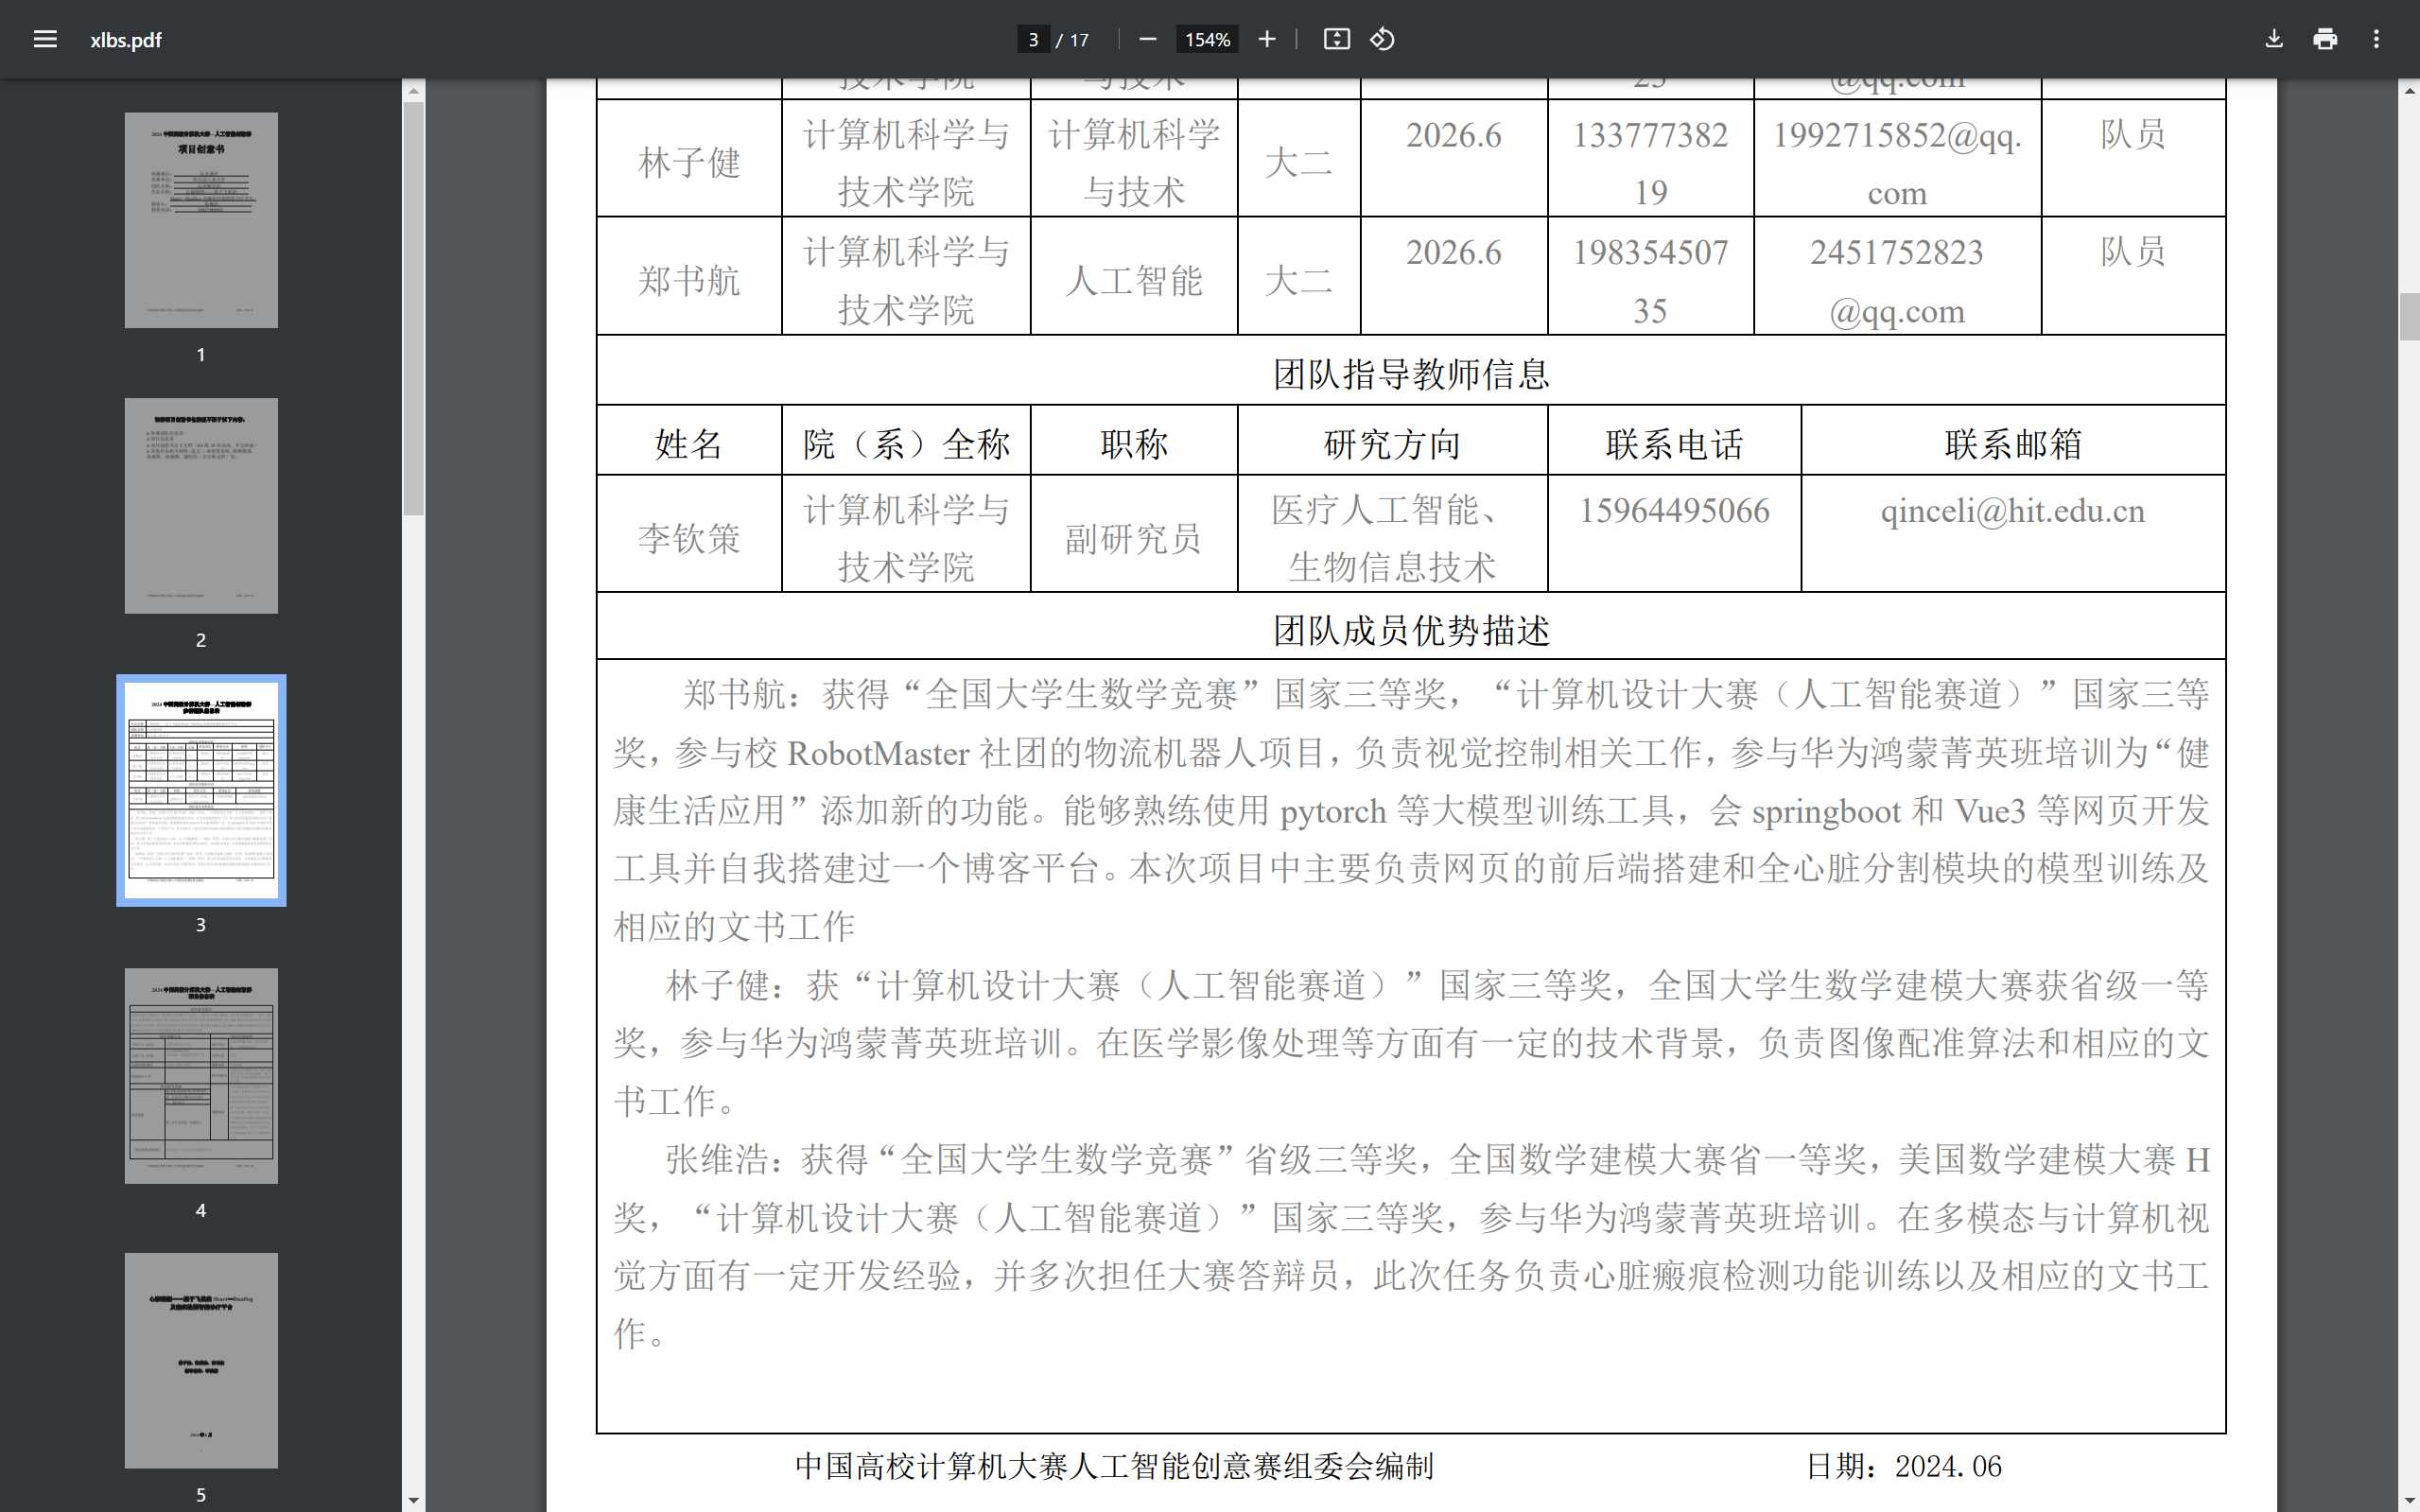 xlbs.pdf
3 / 17
154%
计算机科学与 计算机科学 2026.6 133777382 1992715852@qq. 队员
林子健 大二
技术学院 与技术 19 com
计算机科学与 2026.6 198354507 2451752823 队员
郑书航 人工智能 大二
技术学院 35 @qq.com
团队指导教师信息
姓名 院（系）全称 职称 研究方向 联系电话 联系邮箱
计算机科学与 医疗人工智能、 15964495066 qinceli@hit.edu.cn
李钦策 副研究员
技术学院 生物信息技术
团队成员优势描述
郑书航：获得“全国大学生数学竞赛”国家三等奖，“计算机设计大赛（人工智能赛道）”国家三等
奖，参与校 RobotMaster 社团的物流机器人项目，负责视觉控制相关工作，参与华为鸿蒙菁英班培训为“健
康生活应用”添加新的功能。能够熟练使用 pytorch 等大模型训练工具，会 springboot 和 Vue3 等网页开发
工具并自我搭建过一个博客平台。本次项目中主要负责网页的前后端搭建和全心脏分割模块的模型训练及
相应的文书工作
林子健：获“计算机设计大赛（人工智能赛道）”国家三等奖，全国大学生数学建模大赛获省级一等
奖，参与华为鸿蒙菁英班培训。在医学影像处理等方面有一定的技术背景，负责图像配准算法和相应的文
书工作。
张维浩：获得“全国大学生数学竞赛”省级三等奖，全国数学建模大赛省一等奖，美国数学建模大赛 H
奖，“计算机设计大赛（人工智能赛道）”国家三等奖，参与华为鸿蒙菁英班培训。在多模态与计算机视
觉方面有一定开发经验，并多次担任大赛答辩员，此次任务负责心脏瘢痕检测功能训练以及相应的文书工
作。
中国高校计算机大赛人工智能创意赛组委会编制 日期：2024.06
项目创意书
1
2
3
4
5